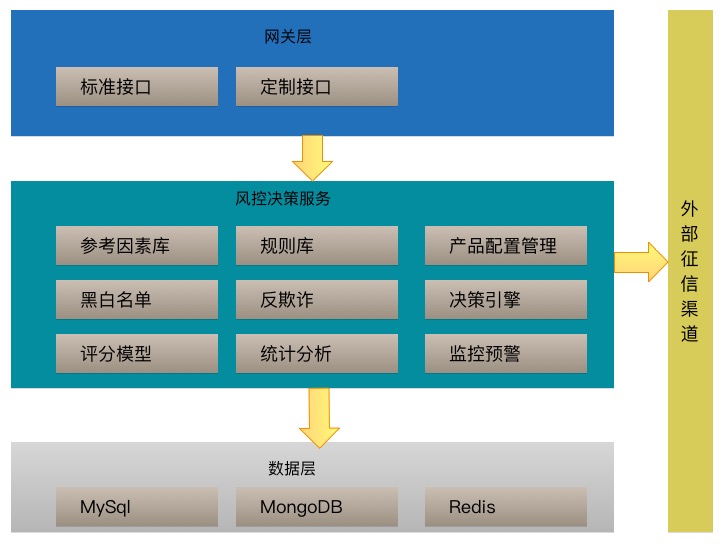 网关层
标准接口
定制接口
风控决策服务
参考因素库
规则库
产品配置管理
黑白名单
反欺诈
决策引擎
评分模型
统计分析
监控预警
数据层
MySql
MongoDB
Redis
外部征信渠道